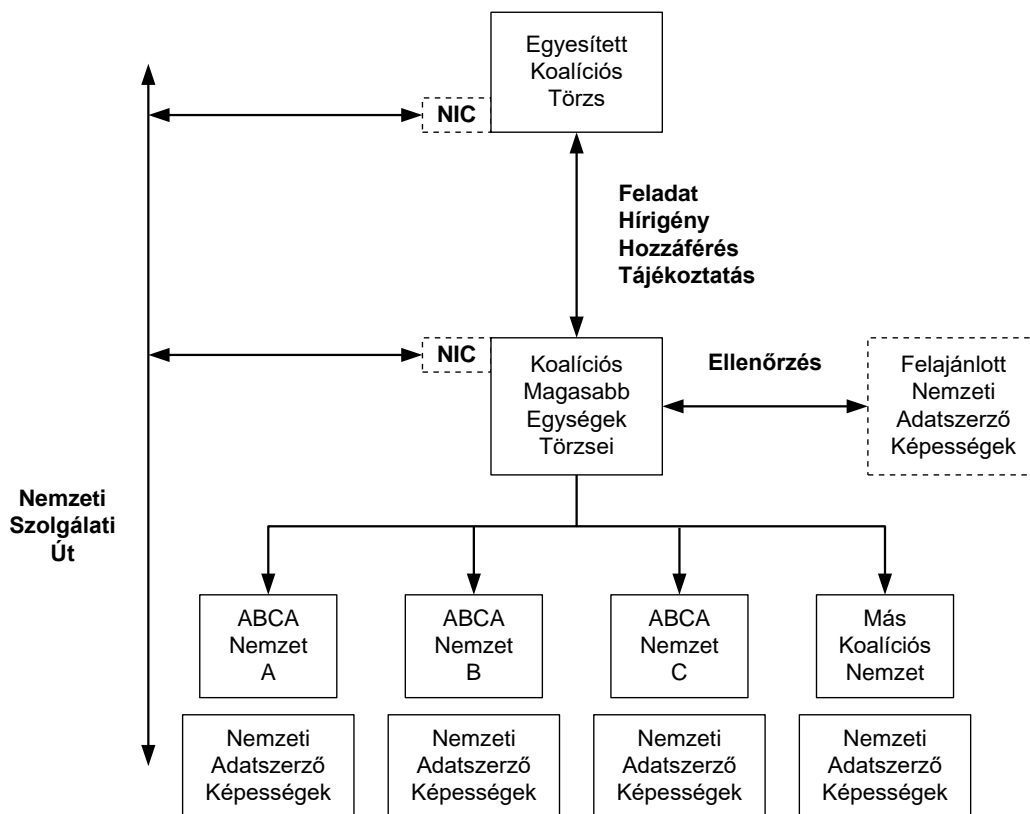 Egyesített
Koalíciós
Törzs
NIC
Feladat
Hírigény
Hozzáférés
Tájékoztatás
NIC
Koalíciós
Magasabb
Egységek
Törzsei
Ellenőrzés
Felajánlott
Nemzeti
Adatszerző
Képességek
Nemzeti
Szolgálati
Út
ABCA
Nemzet
A
ABCA
Nemzet
B
ABCA
Nemzet
C
Más
Koalíciós
Nemzet
Nemzeti
Adatszerző
Képességek
Nemzeti
Adatszerző
Képességek
Nemzeti
Adatszerző
Képességek
Nemzeti
Adatszerző
Képességek